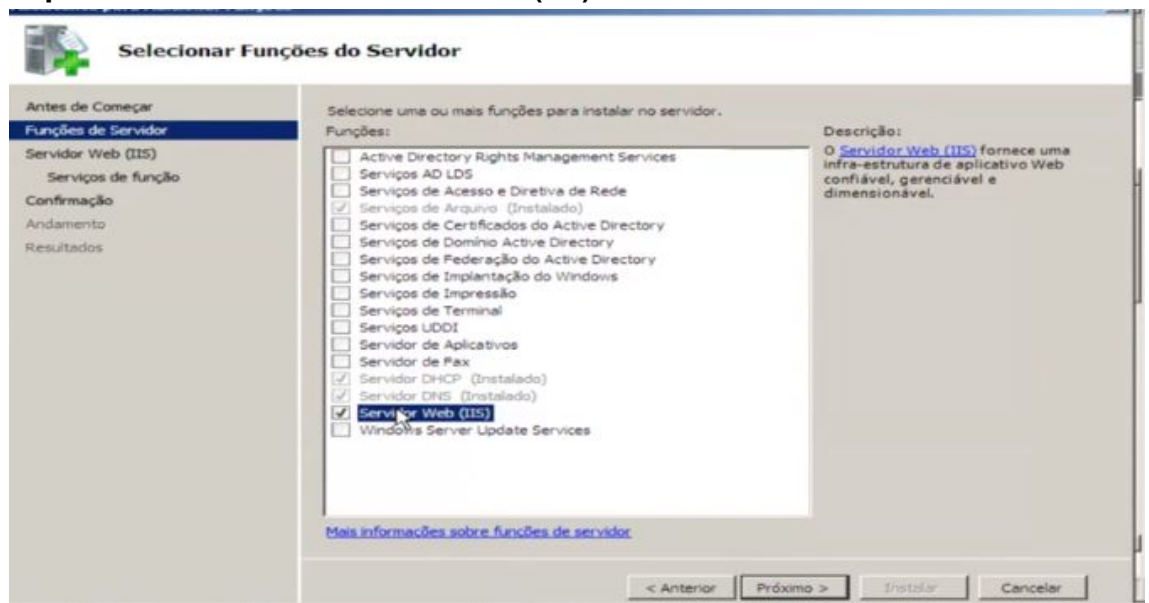 Selecionar Funções do Servidor
Antes de Começar
Funções de Servidor
Servidor Web (IIS)
Serviços de função
Confirmação
Andamento
Resultados
Selecione uma ou mais funções para instalar no servidor.
Funções:
Active Directory Rights Management Services
Serviços AD LDS
Serviços de Acesso e Diretiva de Rede
Serviços de Arquivo (Instalado)
Serviços de Certificados do Active Directory
Serviços de Domínio Active Directory
Serviços de Federação do Active Directory
Serviços de Implantação do Windows
Serviços de Impressão
Serviços de Terminal
Serviços UDDI
Servidor de Aplicativos
Servidor de Fax
Servidor DHCP (Instalado)
Servidor DNS (Instalado)
Servidor Web (IIS)
Windows Server Update Services
Mais informações sobre funções de servidor
Descrição:
O Servidor Web (IIS) fornece uma
infra-estrutura de aplicativo Web
confiável, gerenciável e
dimensionável.
< Anterior
Próximo >
Instalar
Cancelar